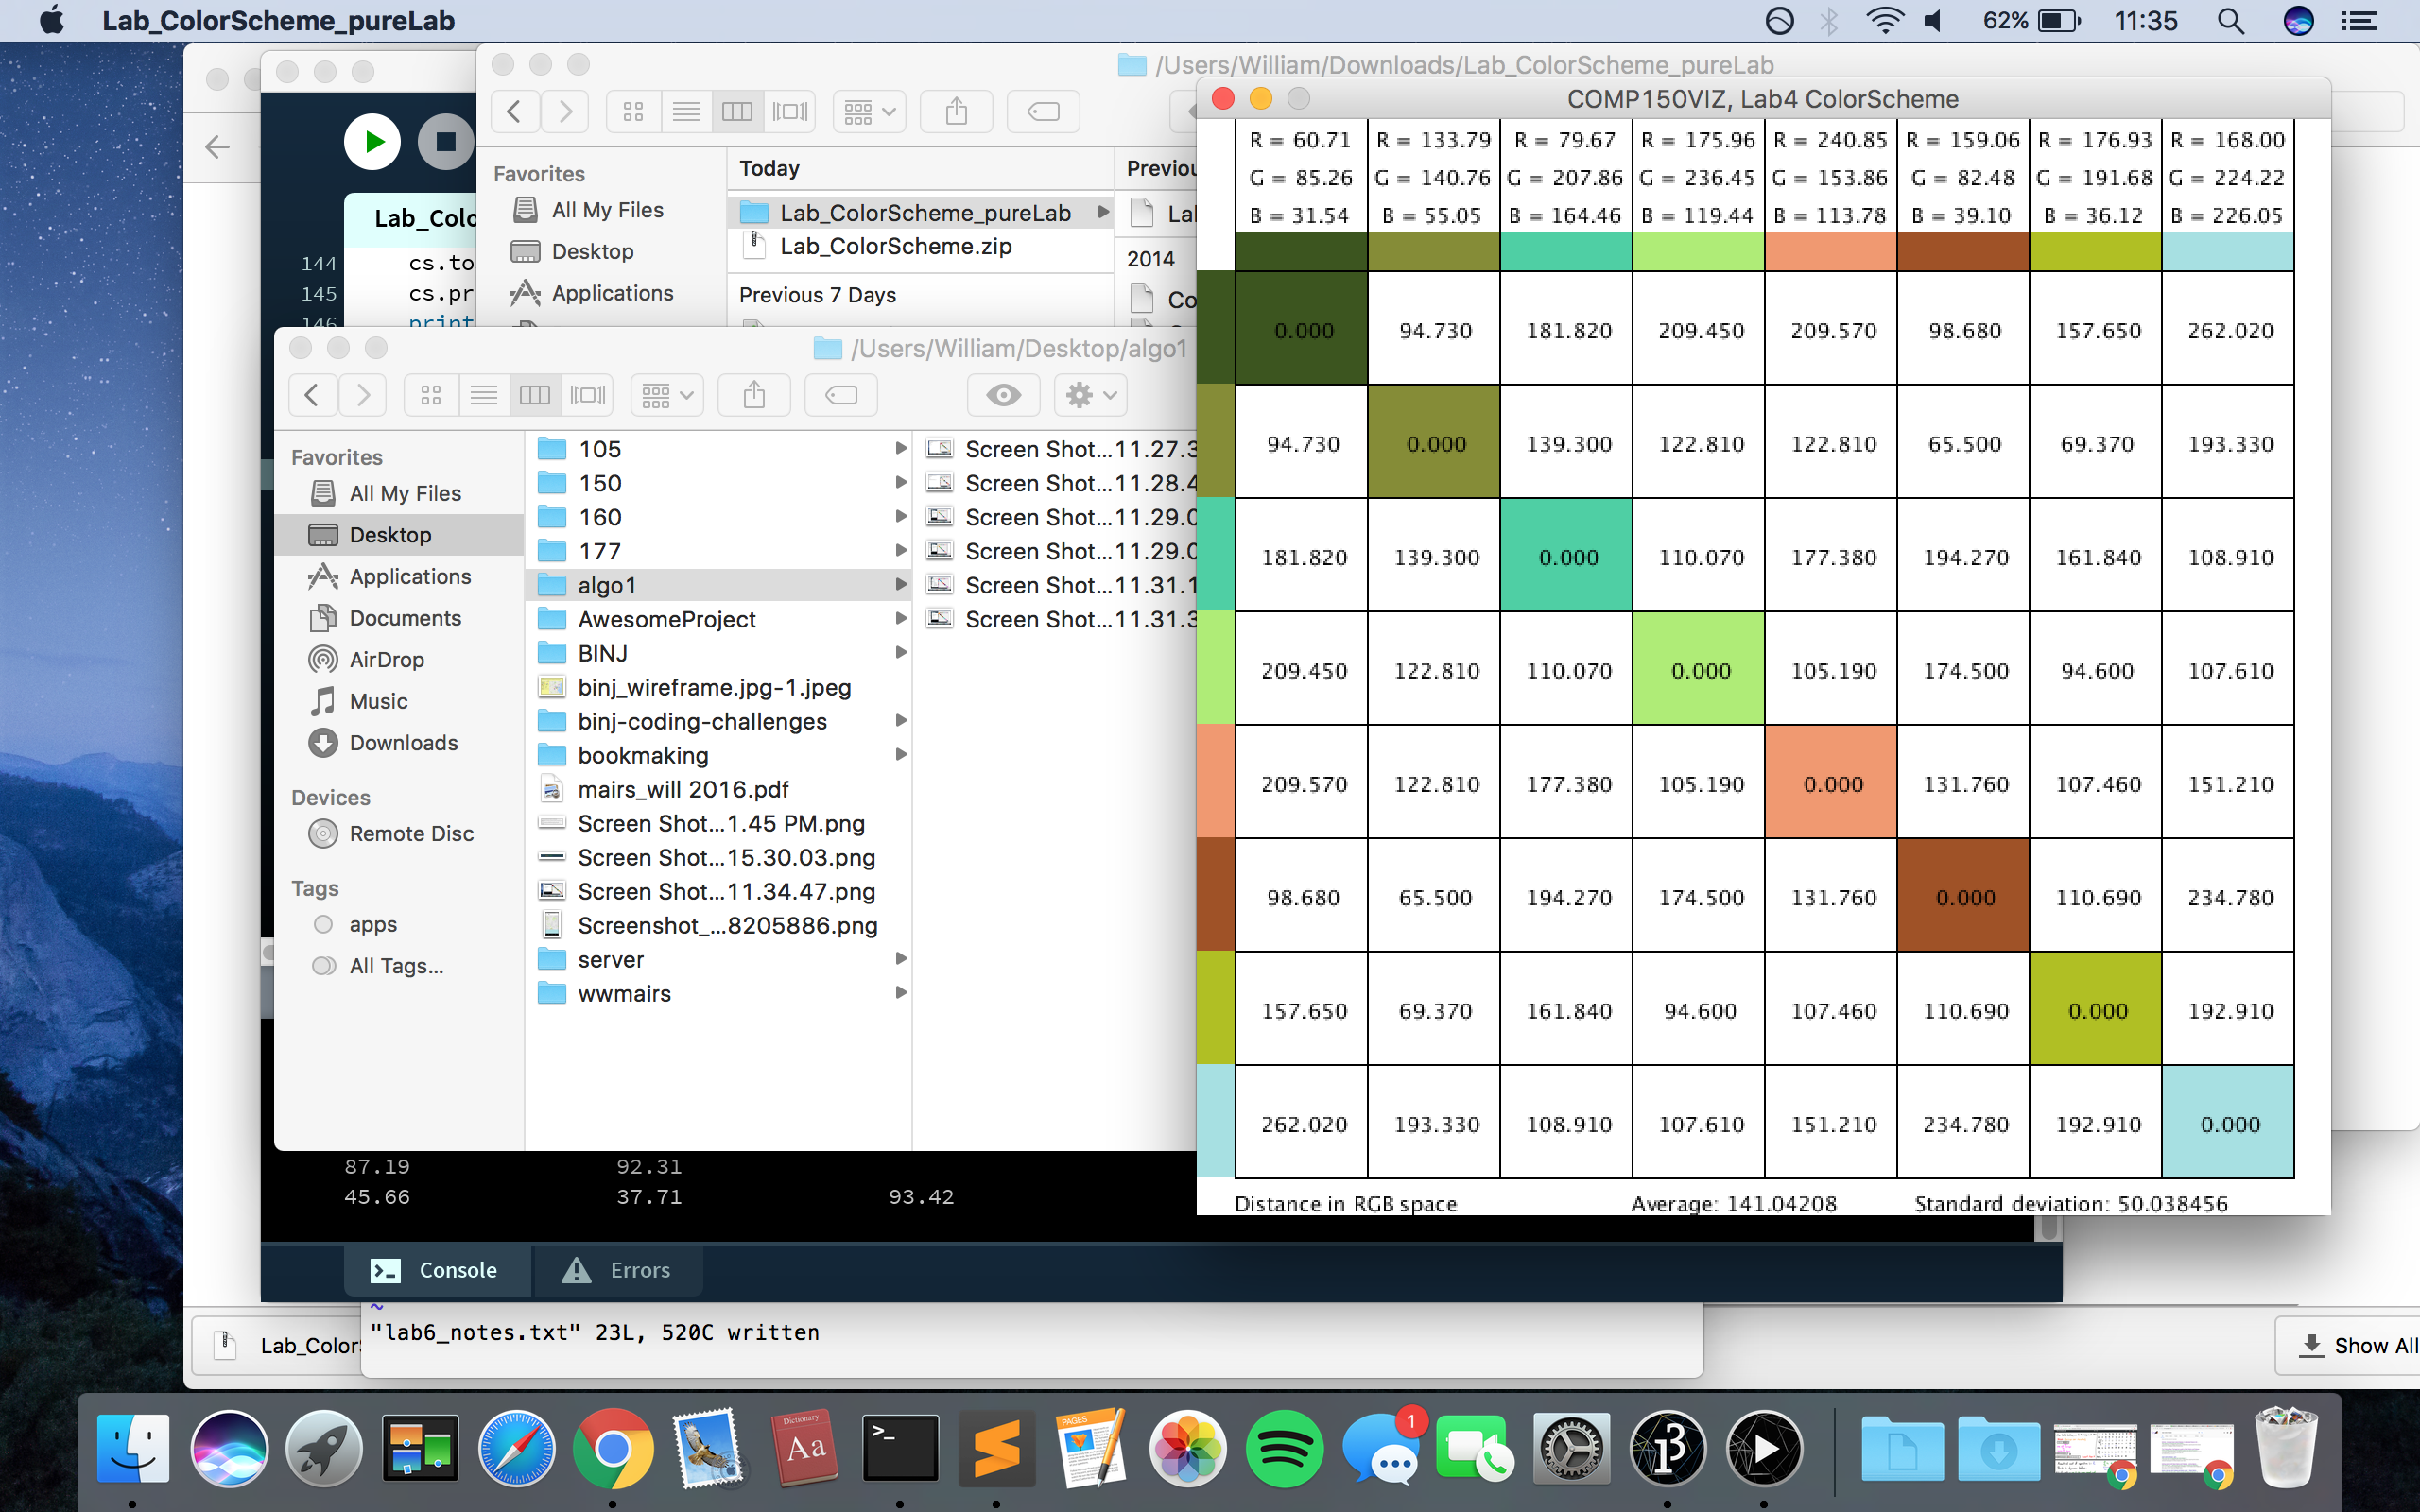 Lab_ColorScheme_pureLab
62%
11:35
/Users/William/Downloads/Lab_ColorScheme_pureLab
Favorites
All My Files
Desktop
Applications
Today
Lab_ColorScheme_pureLab
Lab_ColorScheme.zip
Previous 7 Days
Previou
La
2014
Co
Lab_Colo
144 cs.to
145 cs.pr
146 print
/Users/William/Desktop/algo1
Favorites
All My Files
Desktop
Applications
Documents
AirDrop
Music
Downloads
Devices
Remote Disc
Tags
apps
All Tags...
105
150
160
177
algo1
AwesomeProject
BINJ
binj_wireframe.jpg-1.jpeg
binj-coding-challenges
bookmaking
mairs_will 2016.pdf
Screen Shot...1.45 PM.png
Screen Shot...15.30.03.png
Screen Shot...11.34.47.png
Screenshot_...8205886.png
server
wwmairs
Screen Shot...11.27.3
Screen Shot...11.28.4
Screen Shot...11.29.0
Screen Shot...11.29.0
Screen Shot...11.31.1
Screen Shot...11.31.3
COMP150VIZ, Lab4 ColorScheme
R = 60.71 R = 133.79 R = 79.67 R = 175.96 R = 240.85 R = 159.06 R = 176.93 R = 168.00
G = 85.26 G = 140.76 G = 207.86 G = 236.45 G = 153.86 G = 82.48 G = 191.68 G = 224.22
B = 31.54 B = 55.05 B = 164.46 B = 119.44 B = 113.78 B = 39.10 B = 36.12 B = 226.05
0.000 94.730 181.820 209.450 209.570 98.680 157.650 262.020
94.730 0.000 139.300 122.810 122.810 65.500 69.370 193.330
181.820 139.300 0.000 110.070 177.380 194.270 161.840 108.910
209.450 122.810 110.070 0.000 105.190 174.500 94.600 107.610
209.570 122.810 177.380 105.190 0.000 131.760 107.460 151.210
98.680 65.500 194.270 174.500 131.760 0.000 110.690 234.780
157.650 69.370 161.840 94.600 107.460 110.690 0.000 192.910
262.020 193.330 108.910 107.610 151.210 234.780 192.910 0.000
Distance in RGB space Average: 141.04208 Standard deviation: 50.038456
87.19 92.31
45.66 37.71 93.42
Console
Errors
~
"lab6_notes.txt" 23L, 520C written
Lab_Color
Show All
Dictionary
Aa
>_
PAGES
1